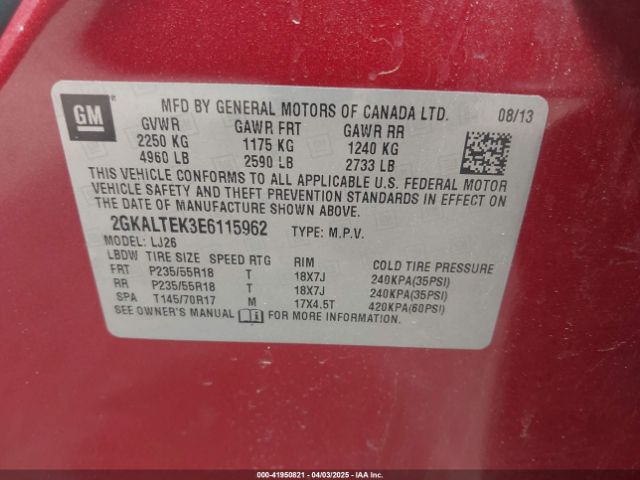 GM
MFD BY GENERAL MOTORS OF CANADA LTD. 08/13
GVWR GAWR FRT GAWR RR
2250 KG 1175 KG 1240 KG
4960 LB 2590 LB 2733 LB
THIS VEHICLE CONFORMS TO ALL APPLICABLE U.S. FEDERAL MOTOR
VEHICLE SAFETY AND THEFT PREVENTION STANDARDS IN EFFECT ON
THE DATE OF MANUFACTURE SHOWN ABOVE.
2GKALTEK3E6115962 TYPE: M.P.V.
MODEL: LJ26
LBDW TIRE SIZE SPEED RTG RIM COLD TIRE PRESSURE
FRT P235/55R18 T 18X7J 240KPA(35PSI)
RR P235/55R18 T 18X7J 240KPA(35PSI)
SPA T145/70R17 M 17X4.5T 420KPA(60PSI)
SEE OWNER'S MANUAL FOR MORE INFORMATION.
000-41950821 - 04/03/2025 - IAA Inc.